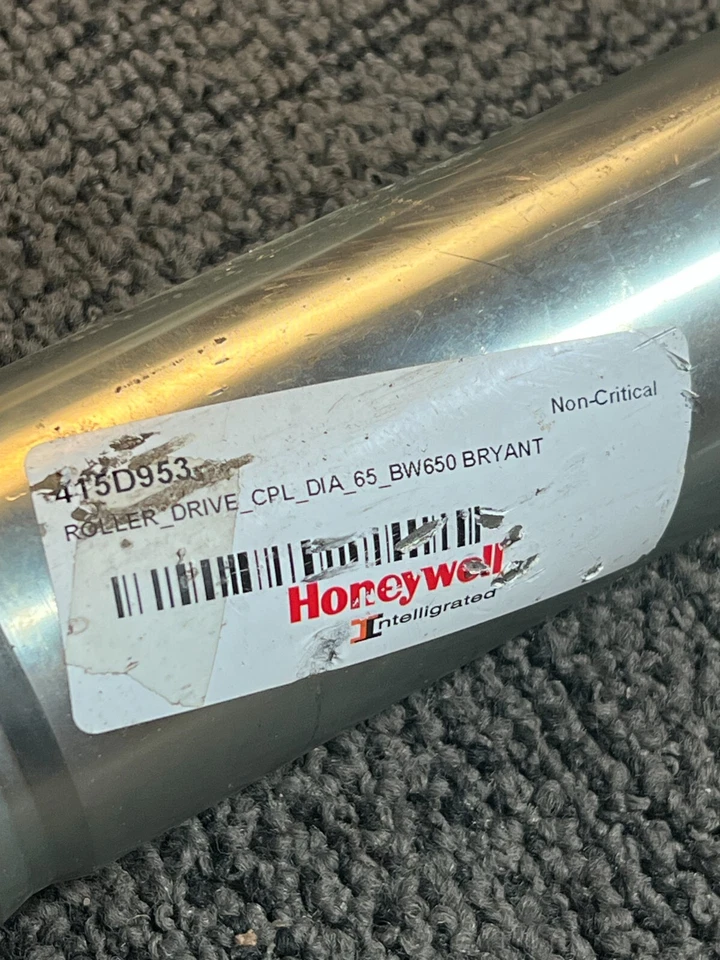 Non-Critical
415D953
ROLLER_DRIVE_CPL_DIA_65_BW650 BRYANT
Honeywell
Intelligrated